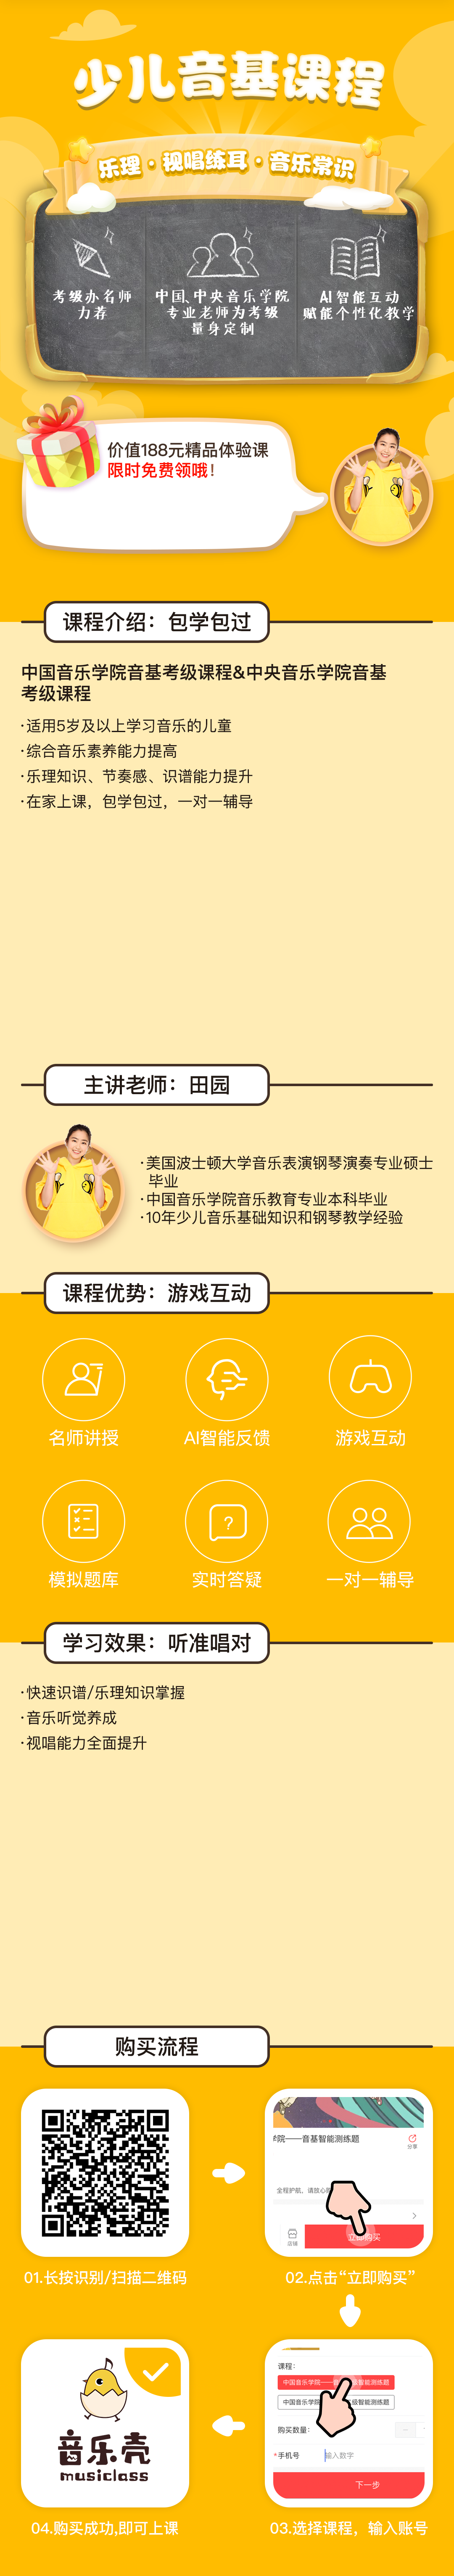 少儿音基课程
乐理·视唱练耳·音乐常识
考级办名师
力荐
中国、中央音乐学院
专业老师为考级
量身定制
AI智能互动
赋能个性化教学
价值188元精品体验课
限时免费领哦！
课程介绍：包学包过
中国音乐学院音基考级课程&中央音乐学院音基
考级课程
·适用5岁及以上学习音乐的儿童
·综合音乐素养能力提高
·乐理知识、节奏感、识谱能力提升
·在家上课，包学包过，一对一辅导
主讲老师：田园
·美国波士顿大学音乐表演钢琴演奏专业硕士
毕业
·中国音乐学院音乐教育专业本科毕业
·10年少儿音乐基础知识和钢琴教学经验
课程优势：游戏互动
名师讲授
AI智能反馈
游戏互动
模拟题库
?
实时答疑
一对一辅导
学习效果：听准唱对
·快速识谱/乐理知识掌握
·音乐听觉养成
·视唱能力全面提升
购买流程
院——音基智能测练题
分享
全程护航，请放心
店铺
立即购买
01.长按识别/扫描二维码
02.点击“立即购买”
音乐壳
musiclass
课程：
中国音乐学院——级智能测练题
中国音乐学院级智能测练题
购买数量：
*手机号
输入数字
下一步
04.购买成功,即可上课
03.选择课程，输入账号